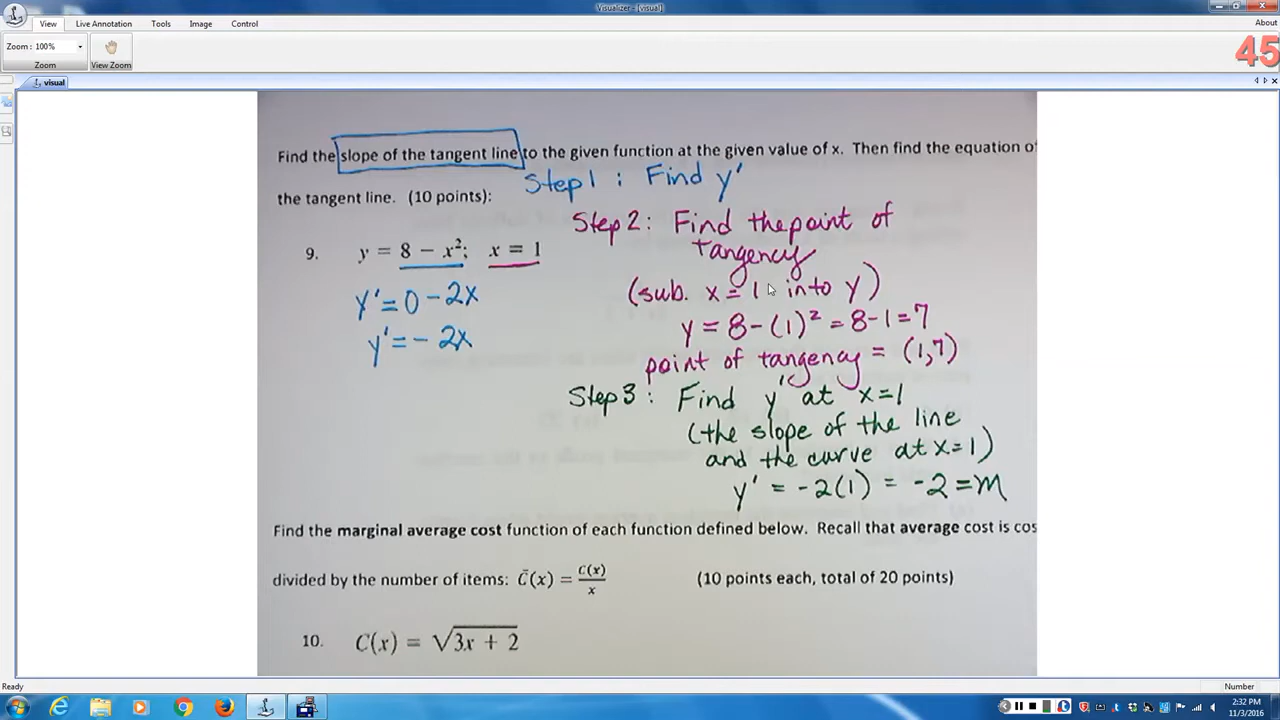 Visualizer - [visual]
View Live Annotation Tools Image Control
About
Zoom: 100%
View Zoom
Zoom Zoom
45
visual
Find the slope of the tangent line to the given function at the given value of x. Then find the equation of
Step 1 : Find y'
the tangent line. (10 points):
Step 2: Find the point of
tangency
9. y = 8 − x²; x = 1
(sub. x = 1 into y)
y' = 0 - 2x
y = 8 - (1)² = 8 - 1 = 7
y' = - 2x
point of tangency = (1,7)
Step 3 : Find y' at x=1
(the slope of the line
and the curve at x=1)
y' = -2(1) = -2 = m
Find the marginal average cost function of each function defined below. Recall that average cost is cos
divided by the number of items: C̄(x) = C(x)/x (10 points each, total of 20 points)
10. C(x) = √(3x + 2)
Ready
Number
2:32 PM
11/3/2016